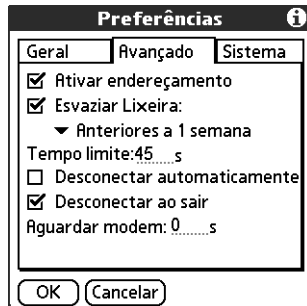 Preferências
Geral Avançado Sistema
Ativar endereçamento
Esvaziar Lixeira:
Anteriores a 1 semana
Tempo limite:45 s
Desconectar automaticamente
Desconectar ao sair
Aguardar modem: 0 s
OK Cancelar